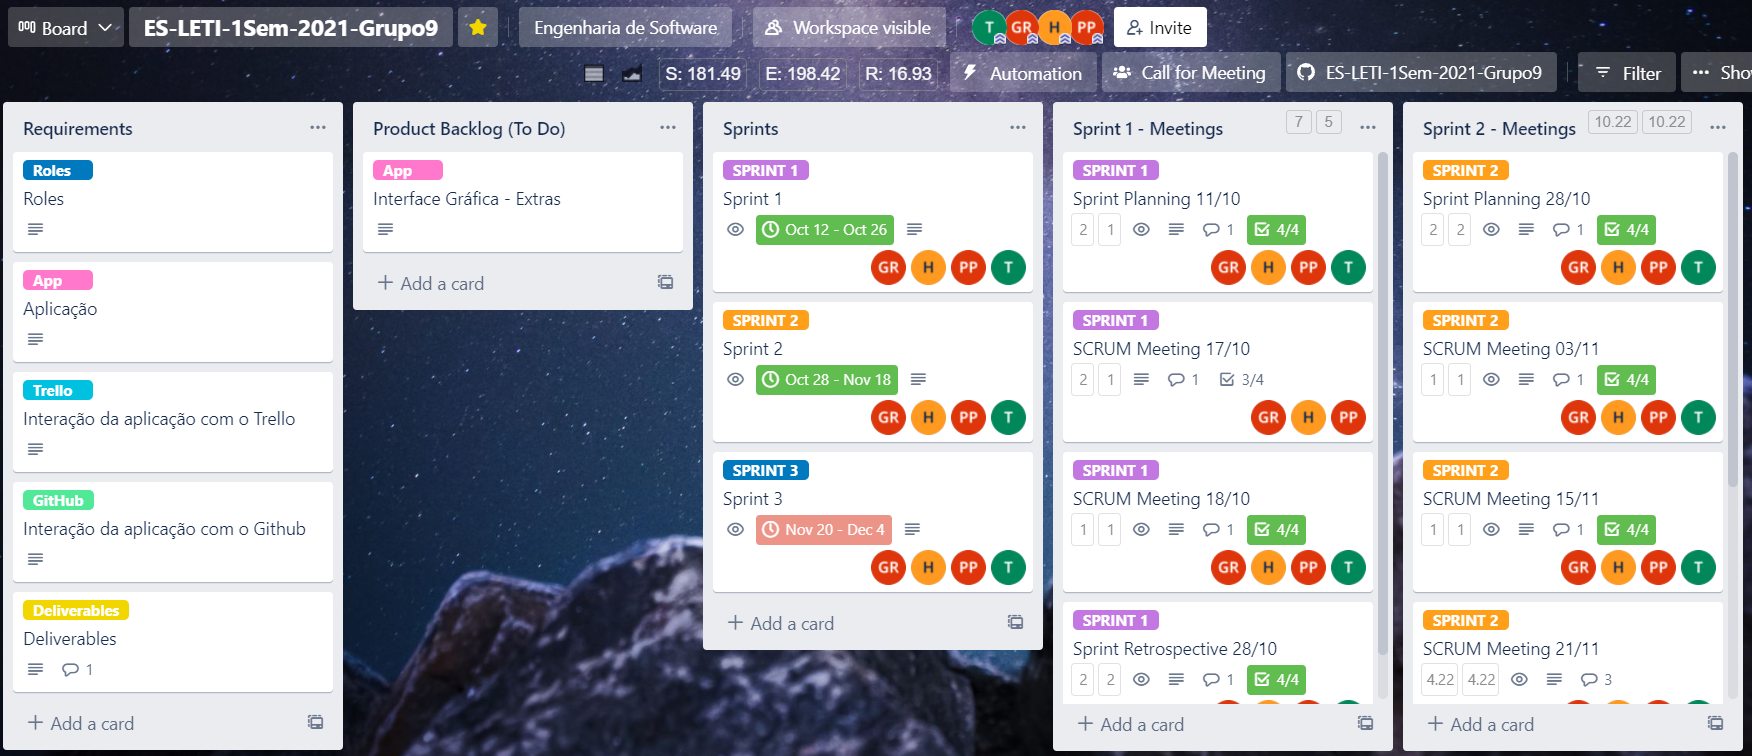 Board
ES-LETI-1Sem-2021-Grupo9
Engenharia de Software
Workspace visible
T GR H PP
Invite
S: 181.49
E: 198.42
R: 16.93
Automation
Call for Meeting
ES-LETI-1Sem-2021-Grupo9
Filter
Show
Requirements
Roles
Roles
App
Aplicação
Trello
Interação da aplicação com o Trello
GitHub
Interação da aplicação com o Github
Deliverables
Deliverables
1
+ Add a card
Product Backlog (To Do)
App
Interface Gráfica - Extras
+ Add a card
Sprints
SPRINT 1
Sprint 1
Oct 12 - Oct 26
GR H PP T
SPRINT 2
Sprint 2
Oct 28 - Nov 18
GR H PP T
SPRINT 3
Sprint 3
Nov 20 - Dec 4
GR H PP T
+ Add a card
Sprint 1 - Meetings 7 5
SPRINT 1
Sprint Planning 11/10
2 1 1 4/4
GR H PP T
SPRINT 1
SCRUM Meeting 17/10
2 1 1 3/4
GR H PP
SPRINT 1
SCRUM Meeting 18/10
1 1 1 4/4
GR H PP T
SPRINT 1
Sprint Retrospective 28/10
2 2 1 4/4
+ Add a card
Sprint 2 - Meetings 10.22 10.22
SPRINT 2
Sprint Planning 28/10
2 2 1 4/4
GR H PP T
SPRINT 2
SCRUM Meeting 03/11
1 1 1 4/4
GR H PP T
SPRINT 2
SCRUM Meeting 15/11
1 1 1 4/4
GR H PP T
SPRINT 2
SCRUM Meeting 21/11
4.22 4.22 3
+ Add a card